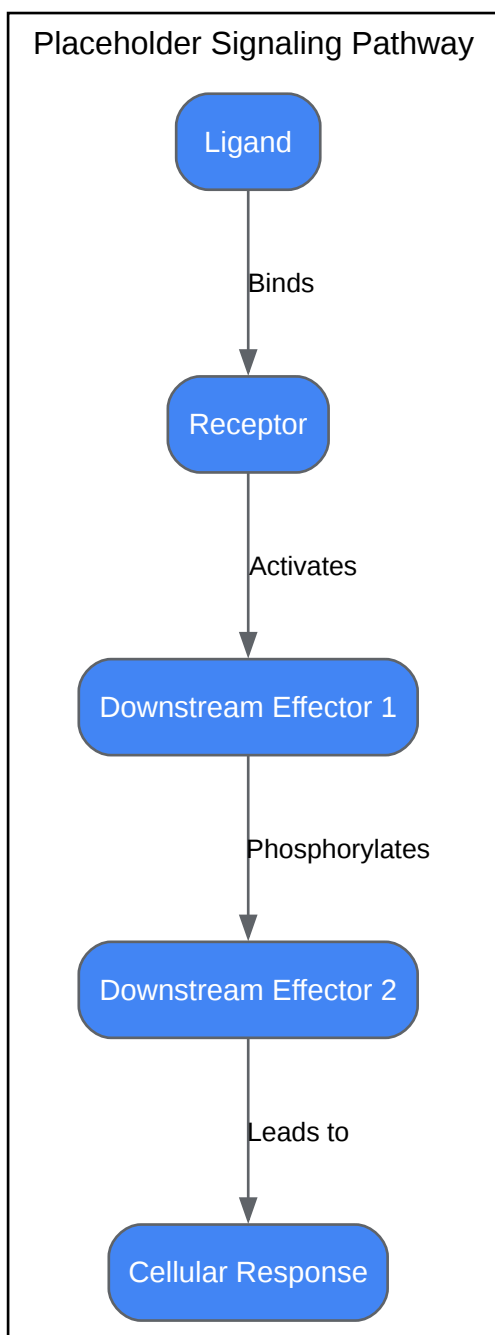 Placeholder Signaling Pathway
Ligand
Binds
Receptor
Activates
Downstream Effector 1
Phosphorylates
Downstream Effector 2
Leads to
Cellular Response